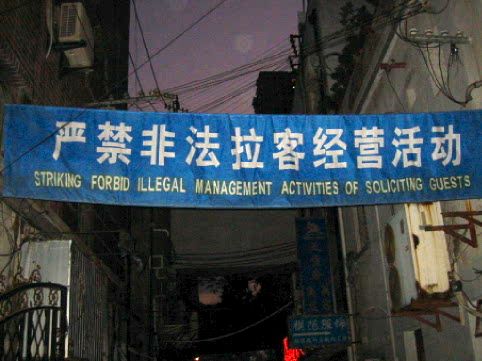 严禁非法拉客经营活动
STRIKING FORBID ILLEGAL MANAGEMENT ACTIVITIES OF SOLICITING GUESTS